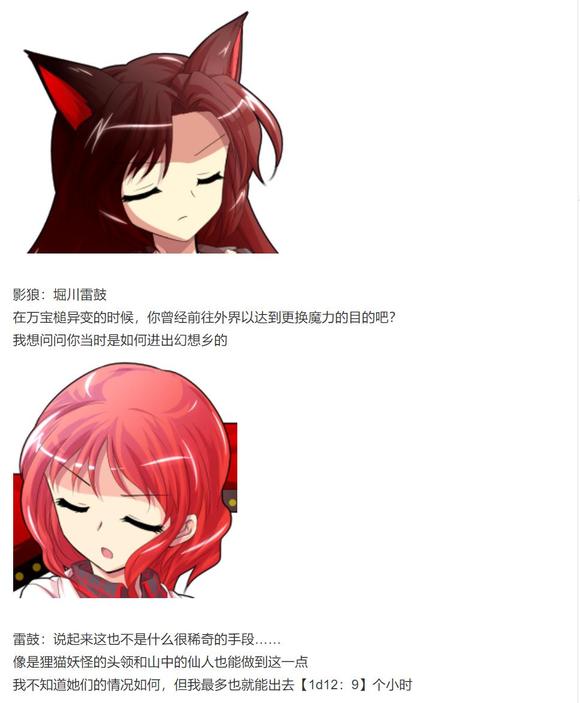 影狼：堀川雷鼓
在万宝槌异变的时候，你曾经前往外界以达到更换魔力的目的吧？
我想问问你当时是如何进出幻想乡的
雷鼓：说起来这也不是什么很稀奇的手段……
像是狸猫妖怪的头领和山中的仙人也能做到这一点
我不知道她们的情况如何，但我最多也就能出去【1d12：9】个小时